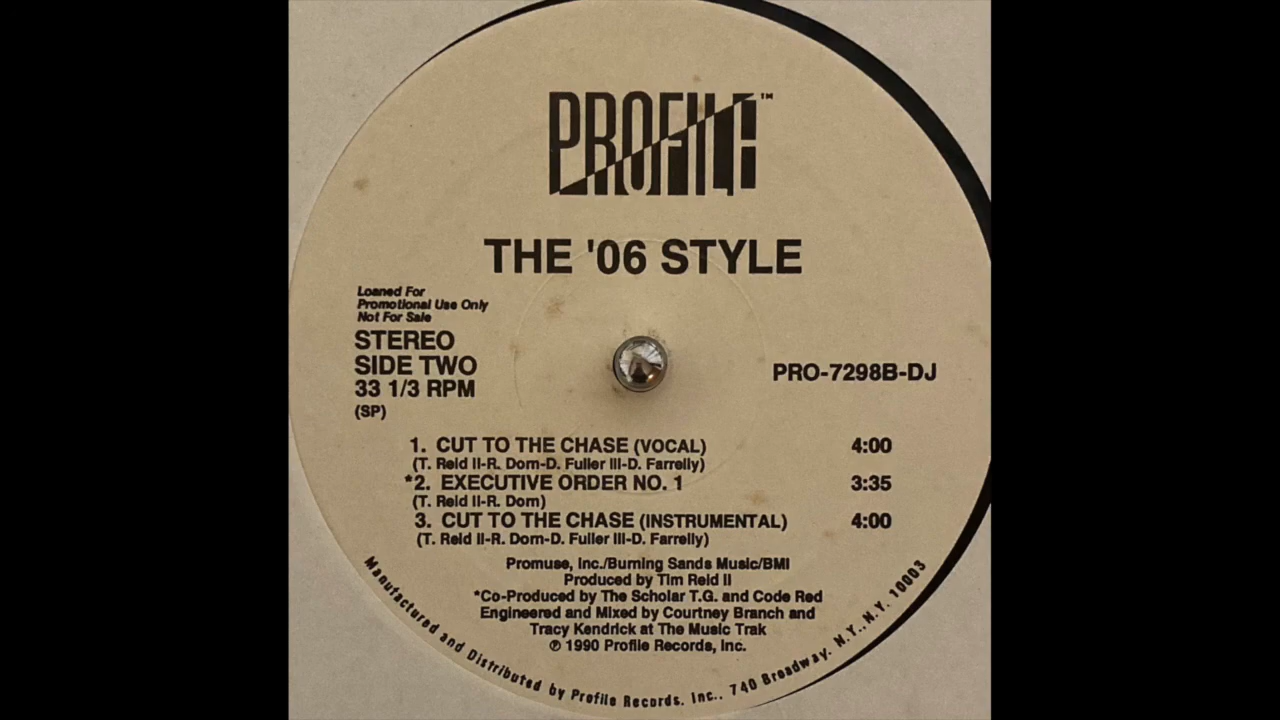 PROFILE™
THE '06 STYLE
Loaned For
Promotional Use Only
Not For Sale
STEREO
SIDE TWO
33 1/3 RPM
(SP)
PRO-7298B-DJ
1. CUT TO THE CHASE (VOCAL) 4:00
(T. Reid II-R. Dorn-D. Fuller III-D. Farrelly)
*2. EXECUTIVE ORDER NO. 1 3:35
(T. Reid II-R. Dorn)
3. CUT TO THE CHASE (INSTRUMENTAL) 4:00
(T. Reid II-R. Dorn-D. Fuller III-D. Farrelly)
Promuse, Inc./Burning Sands Music/BMI
Produced by Tim Reid II
*Co-Produced by The Scholar T.G. and Code Red
Engineered and Mixed by Courtney Branch and
Tracy Kendrick at The Music Trak
℗ 1990 Profile Records, Inc.
Manufactured and Distributed by Profile Records, Inc., 740 Broadway, N.Y., N.Y. 10003